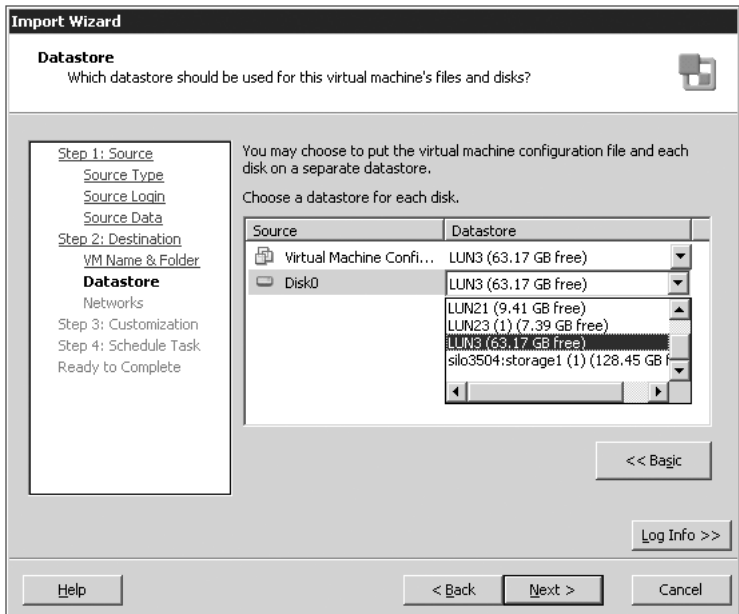 Import Wizard
Datastore
Which datastore should be used for this virtual machine's files and disks?
Step 1: Source
Source Type
Source Login
Source Data
Step 2: Destination
VM Name & Folder
Datastore
Networks
Step 3: Customization
Step 4: Schedule Task
Ready to Complete
You may choose to put the virtual machine configuration file and each
disk on a separate datastore.
Choose a datastore for each disk.
Source Datastore
Virtual Machine Confi... LUN3 (63.17 GB free)
Disk0 LUN3 (63.17 GB free)
LUN21 (9.41 GB free)
LUN23 (1) (7.39 GB free)
LUN3 (63.17 GB free)
silo3504:storage1 (1) (128.45 GB f
<< Basic
Log Info >>
Help < Back Next > Cancel